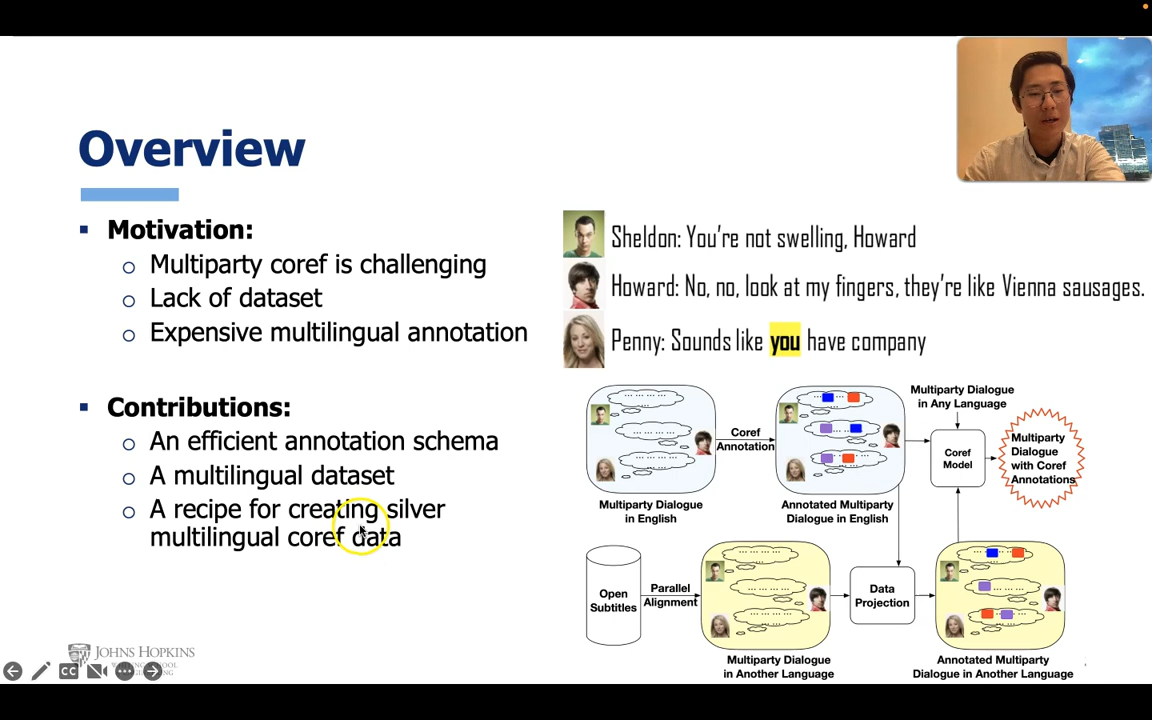 Overview
Motivation:
Multiparty coref is challenging
Lack of dataset
Expensive multilingual annotation
Contributions:
An efficient annotation schema
A multilingual dataset
A recipe for creating silver
multilingual coref data
Sheldon: You're not swelling, Howard
Howard: No, no, look at my fingers, they're like Vienna sausages.
Penny: Sounds like you have company
Multiparty Dialogue
in English
Coref
Annotation
Annotated Multiparty
Dialogue in English
Multiparty Dialogue
in Any Language
Coref
Model
Multiparty
Dialogue
with Coref
Annotations
Open
Subtitles
Parallel
Alignment
Multiparty Dialogue
in Another Language
Data
Projection
Annotated Multiparty
Dialogue in Another Language
JOHNS HOPKINS
CC